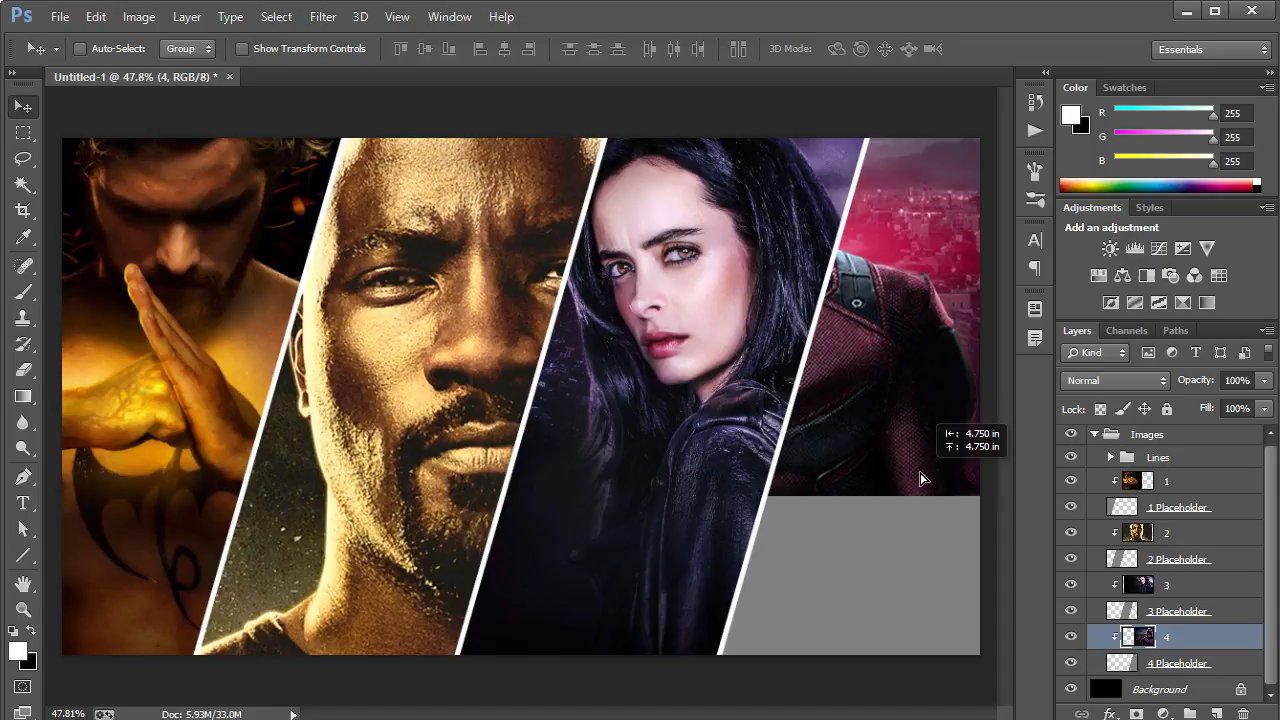 Ps File Edit Image Layer Type Select Filter 3D View Window Help
Auto-Select: Group Show Transform Controls 3D Mode: Essentials
Untitled-1 @ 47.8% (4, RGB/8) * ×
Color Swatches
R 255
G 255
B 255
Adjustments Styles
Add an adjustment
Layers Channels Paths
Kind
Normal Opacity: 100%
Lock: Fill: 100%
Images
Lines
1
1 Placeholder
2
2 Placeholder
3
3 Placeholder
4
4 Placeholder
Background
4.750 in
4.750 in
47.81% Doc: 5.93M/33.0M